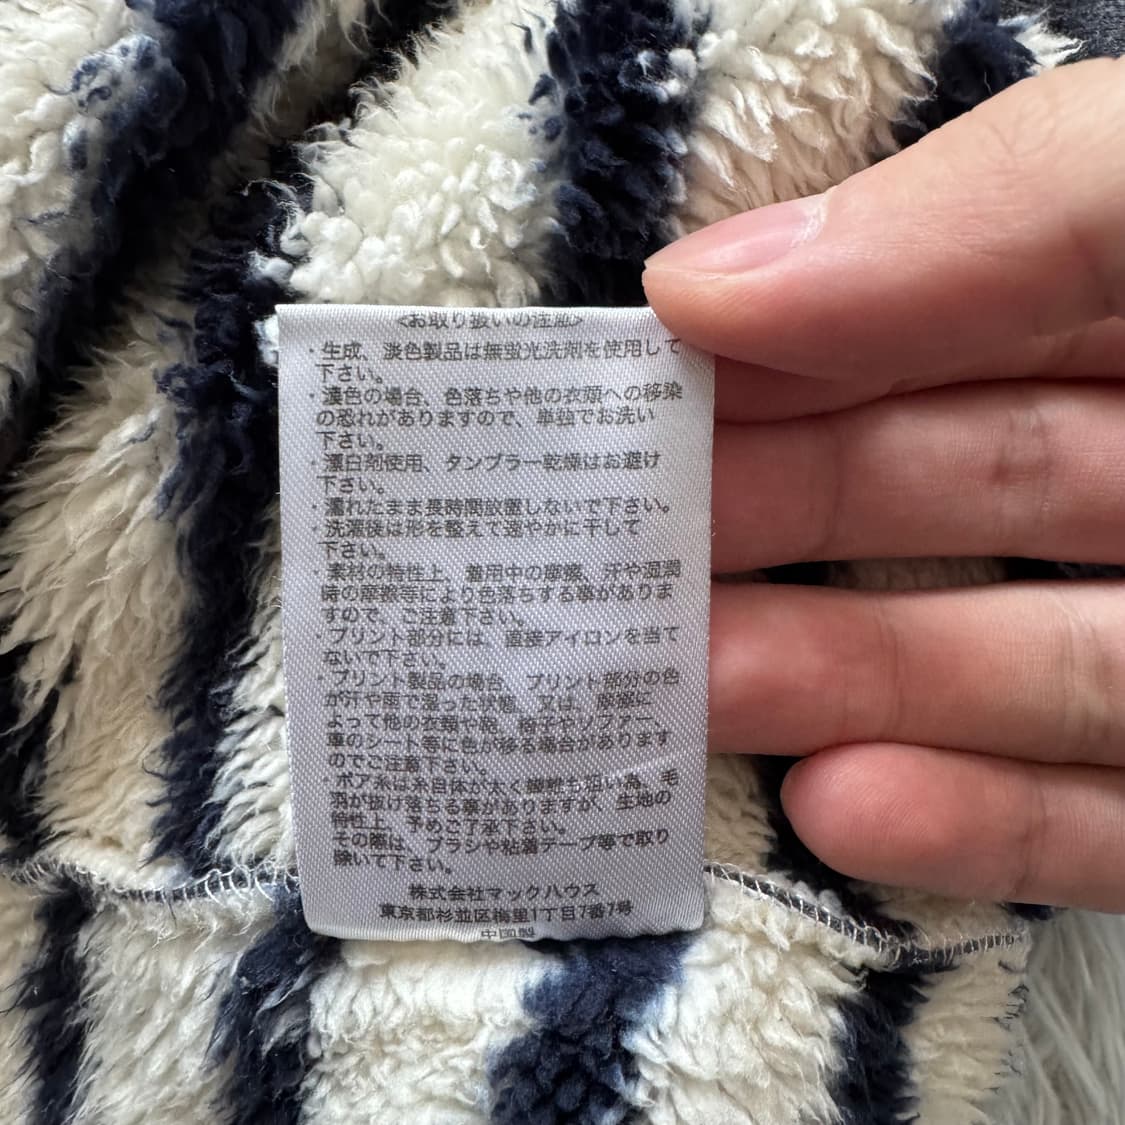 <お取り扱いの注意>
・生成、淡色製品は無蛍光洗剤を使用して
下さい。
・濃色の場合、色落ちや他の衣類への移染
の恐れがありますので、単独でお洗い
下さい。
・漂白剤使用、タンブラー乾燥はお避け
下さい。
・濡れたまま長時間放置しないで下さい。
・洗濯後は形を整えて速やかに干して
下さい。
・素材の特性上、着用中の摩擦、汗や湿潤
時の摩擦等により色落ちする事がありま
すので、ご注意下さい。
・プリント部分には、直接アイロンを当て
ないで下さい。
・プリント製品の場合、プリント部分の色
が汗や雨で湿った状態、又は、摩擦に
よって他の衣類や鞄、椅子やソファー、
車のシート等に色が移る場合があります
のでご注意下さい。
・ボア糸は糸自体が太く繊維も粗い為、毛
羽が抜け落ちる事がありますが、生地の
特性上、予めご了承下さい。
その際は、ブラシや粘着テープ等で取り
除いて下さい。
株式会社マックハウス
東京都杉並区梅里1丁目7番7号
中国製